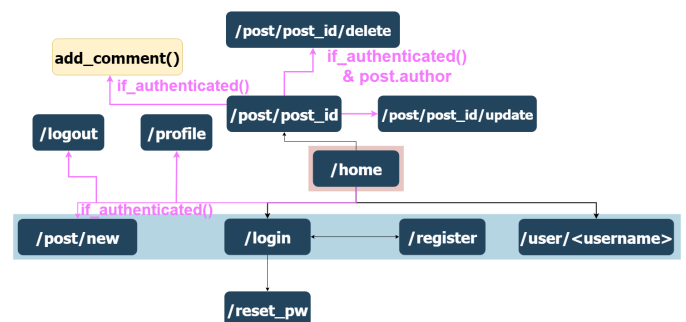 /post/post_id/delete
add_comment()
if_authenticated()
& post.author
if_authenticated()
/post/post_id
/post/post_id/update
/logout
/profile
/home
if_authenticated()
/post/new
/login
/register
/user/<username>
/reset_pw